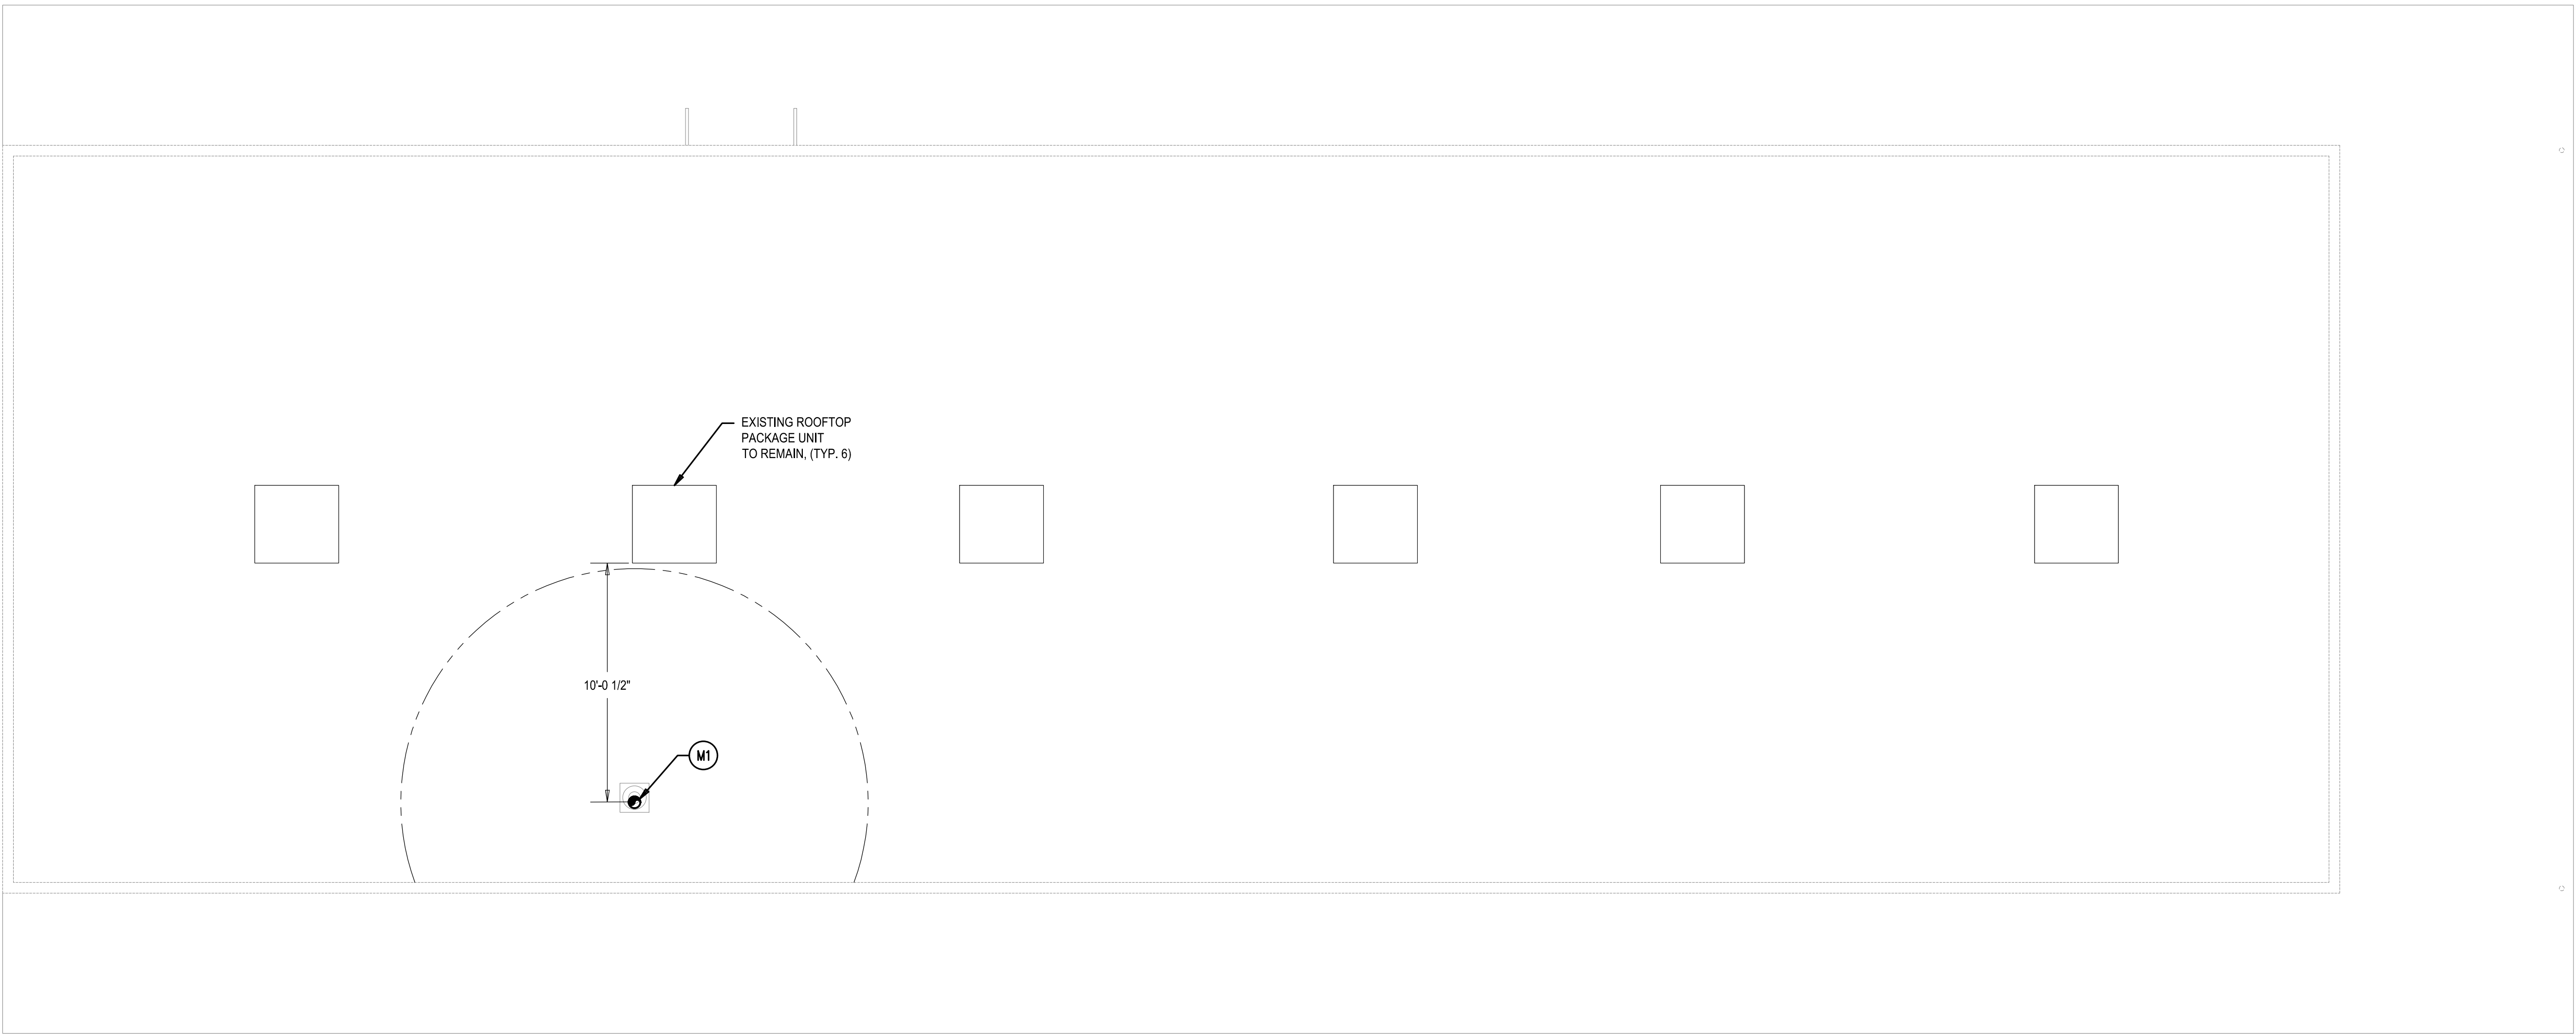 EXISTING ROOFTOP
PACKAGE UNIT
TO REMAIN, (TYP. 6)
10'-0 1/2"
M1